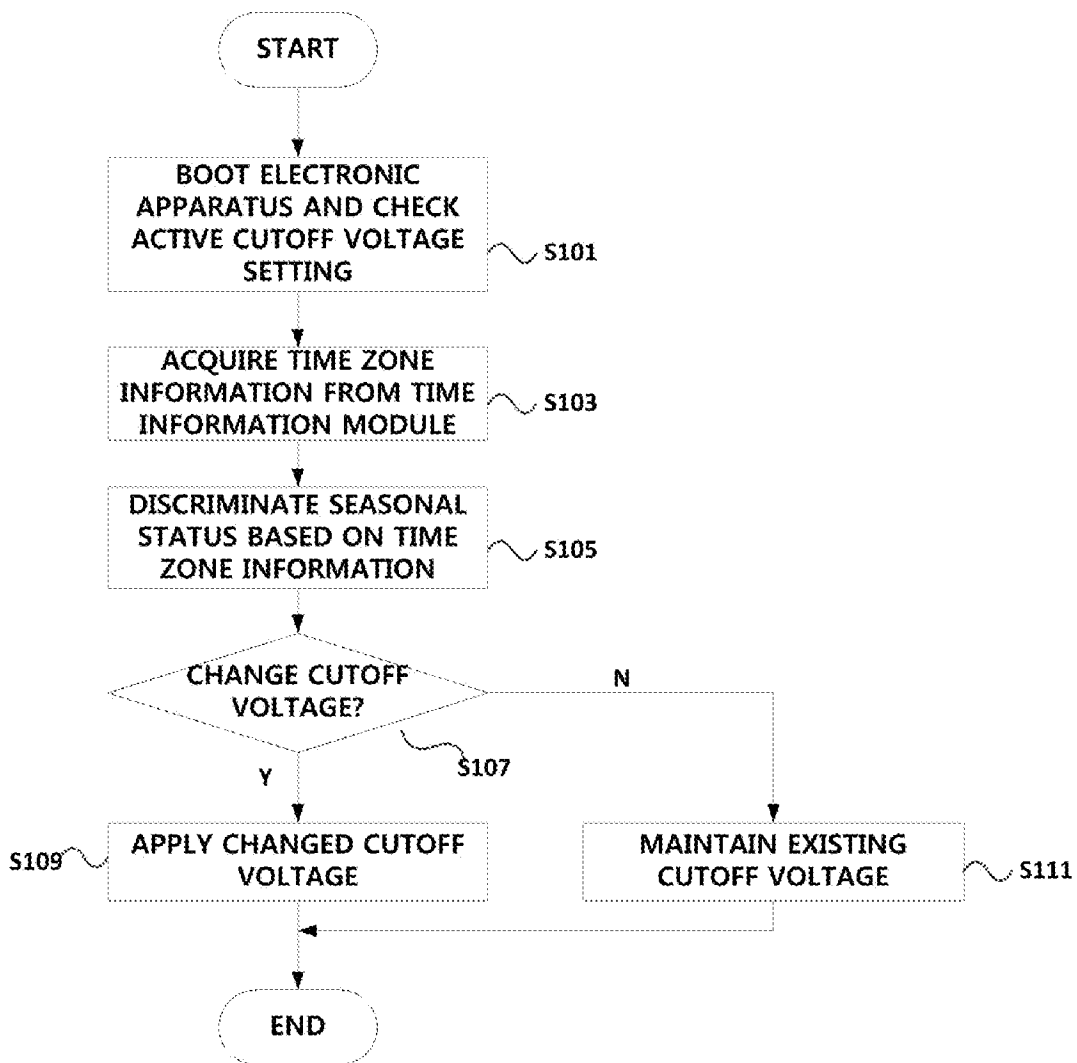 START
BOOT ELECTRONIC
APPARATUS AND CHECK
ACTIVE CUTOFF VOLTAGE
SETTING
S101
ACQUIRE TIME ZONE
INFORMATION FROM TIME
INFORMATION MODULE
S103
DISCRIMINATE SEASONAL
STATUS BASED ON TIME
ZONE INFORMATION
S105
CHANGE CUTOFF
VOLTAGE?
N
S107
Y
APPLY CHANGED CUTOFF
VOLTAGE
S109
MAINTAIN EXISTING
CUTOFF VOLTAGE
S111
END